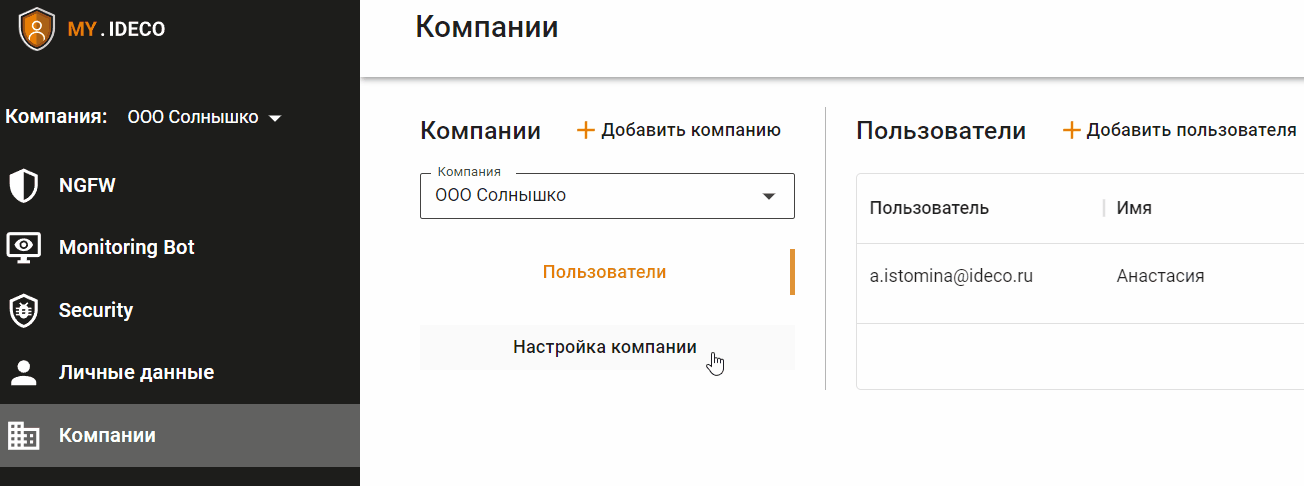 MY . IDECO
Компания: ООО Солнышко
NGFW
Monitoring Bot
Security
Личные данные
Компании
Компании
Компании
Добавить компанию
Компания
ООО Солнышко
Пользователи
Настройка компании
Пользователи
Добавить пользователя
Пользователь Имя
a.istomina@ideco.ru Анастасия